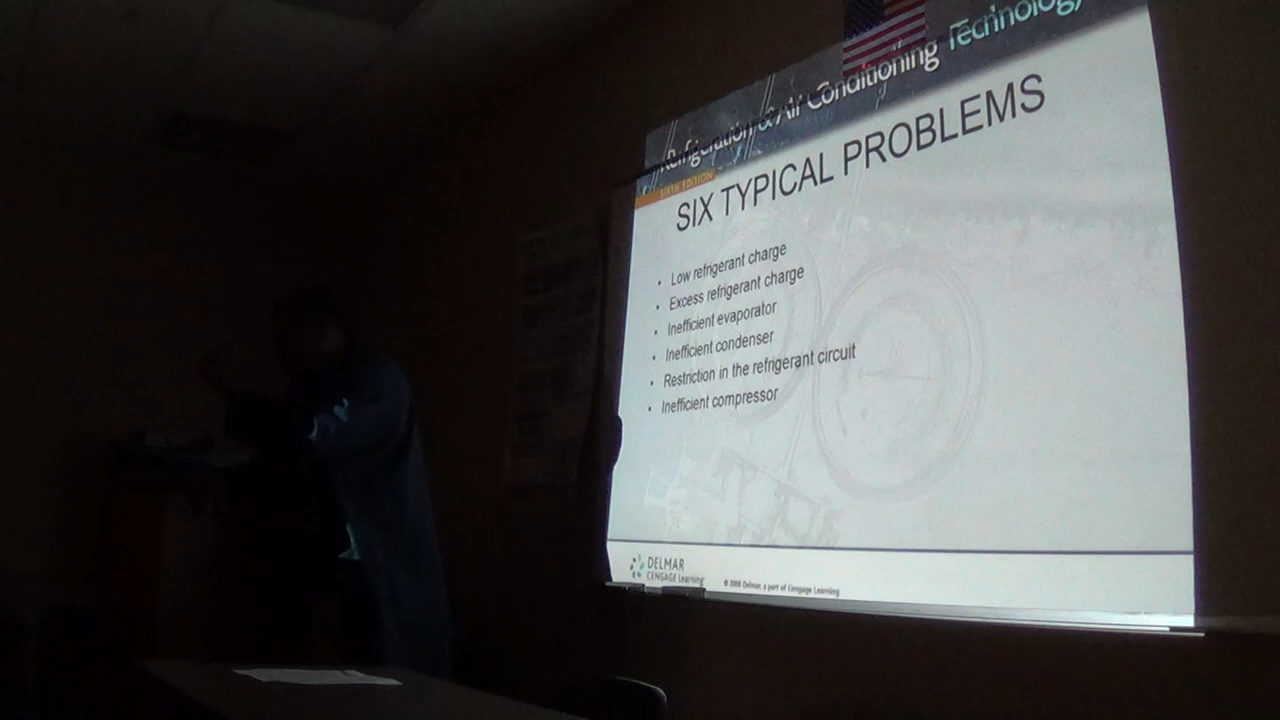 Refrigeration & Air Conditioning Technology
SIXTH EDITION
SIX TYPICAL PROBLEMS
• Low refrigerant charge
• Excess refrigerant charge
• Inefficient evaporator
• Inefficient condenser
• Restriction in the refrigerant circuit
• Inefficient compressor
DELMAR
CENGAGE Learning
© 2009 Delmar, a part of Cengage Learning